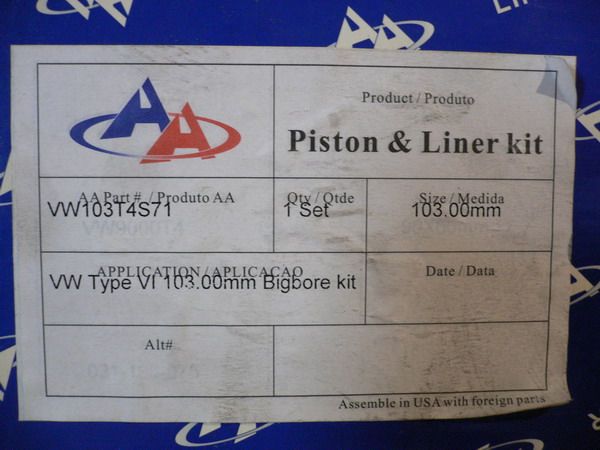 AA
Product / Produto
Piston & Liner kit
AA Part # / Produto AA
VW103T4S71
Qty / Qtde
1 Set
Size / Medida
103.00mm
APPLICATION / APLICACAO
VW Type VI 103.00mm Bigbore kit
Date / Data
Alt#
Assemble in USA with foreign parts